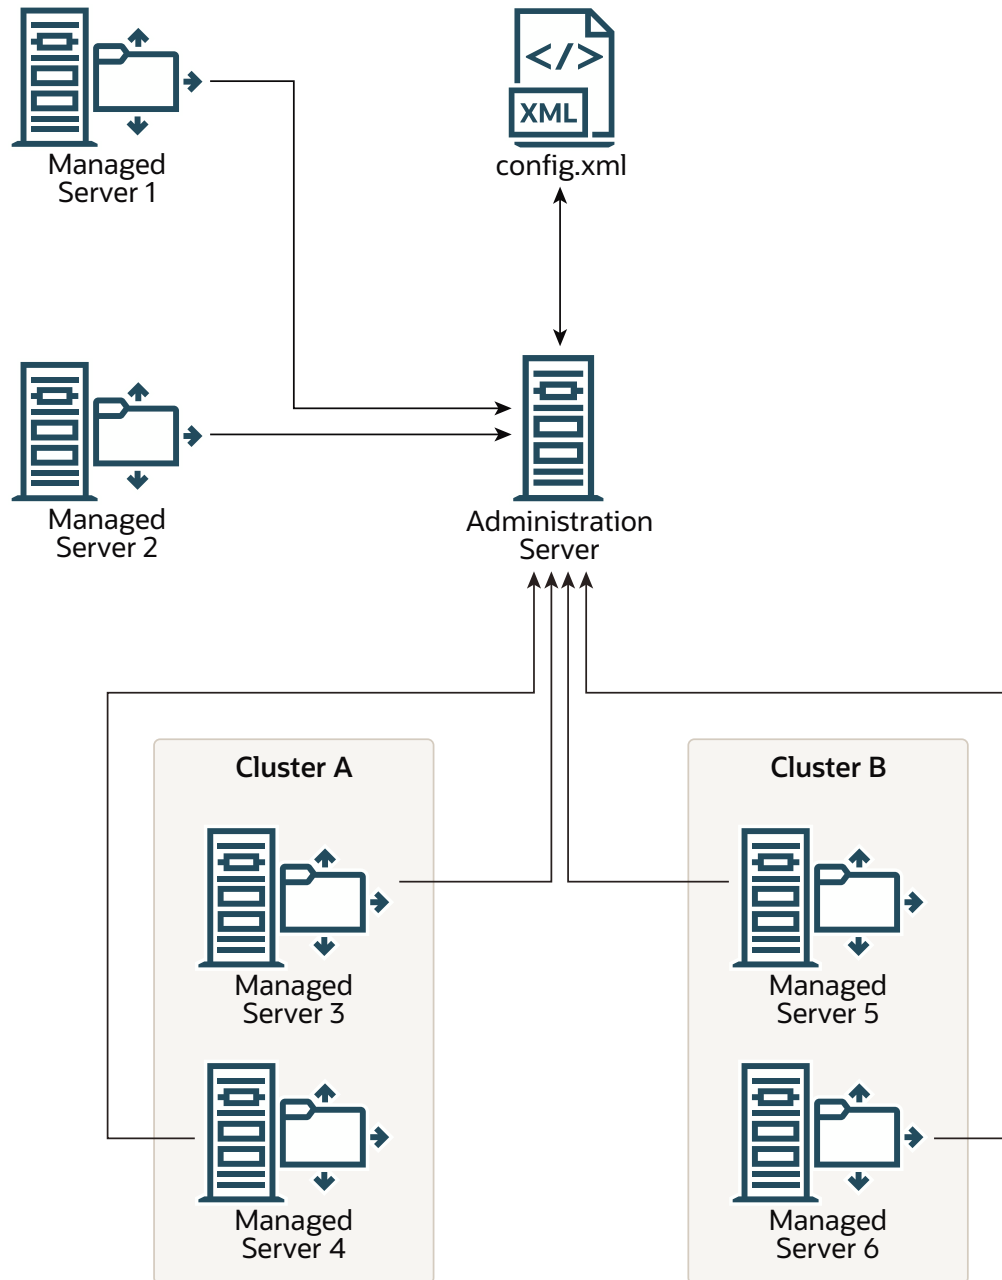 </>
XML
config.xml
Managed
Server 1
Managed
Server 2
Administration
Server
Cluster A
Managed
Server 3
Managed
Server 4
Cluster B
Managed
Server 5
Managed
Server 6